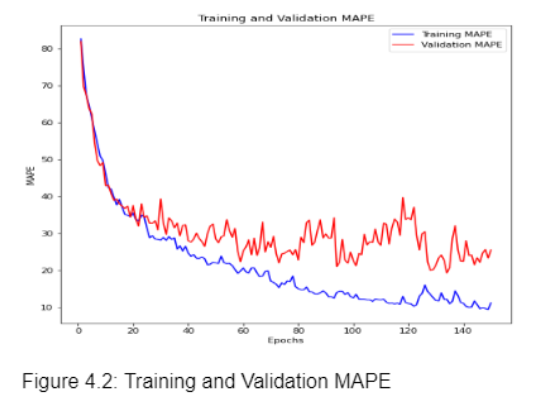 Training and Validation MAPE
Training MAPE
Validation MAPE
80
70
60
50
40
30
20
10
MAPE
0
20
40
60
80
100
120
140
Epochs
Figure 4.2: Training and Validation MAPE